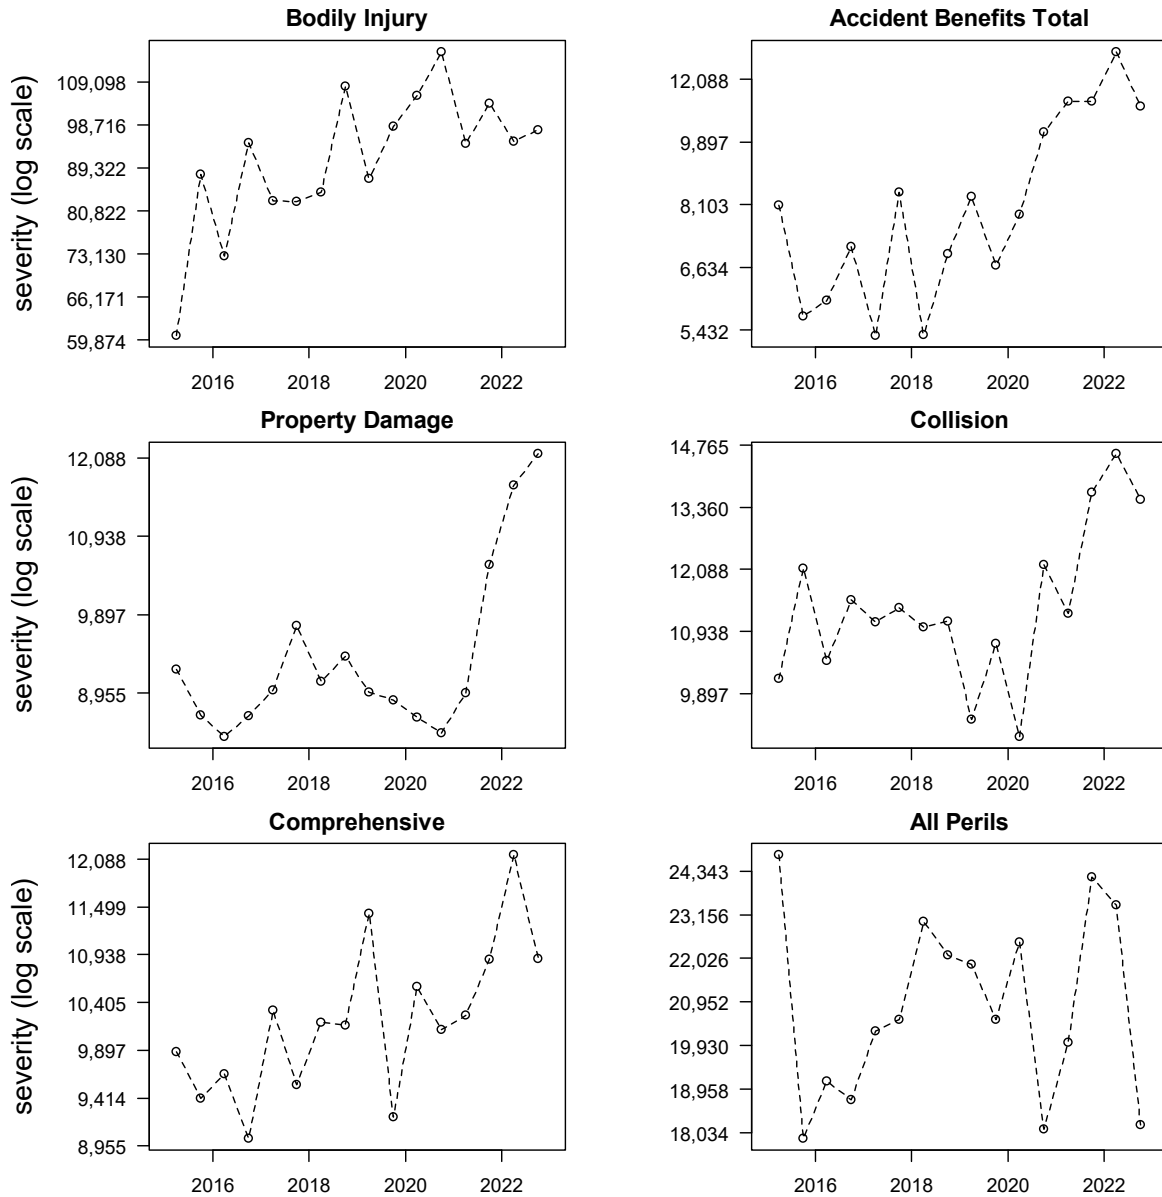 Bodily Injury
severity (log scale)
109,098
98,716
89,322
80,822
73,130
66,171
59,874
2016 2018 2020 2022
Accident Benefits Total
12,088
9,897
8,103
6,634
5,432
2016 2018 2020 2022
Property Damage
severity (log scale)
12,088
10,938
9,897
8,955
2016 2018 2020 2022
Collision
14,765
13,360
12,088
10,938
9,897
2016 2018 2020 2022
Comprehensive
severity (log scale)
12,088
11,499
10,938
10,405
9,897
9,414
8,955
2016 2018 2020 2022
All Perils
24,343
23,156
22,026
20,952
19,930
18,958
18,034
2016 2018 2020 2022